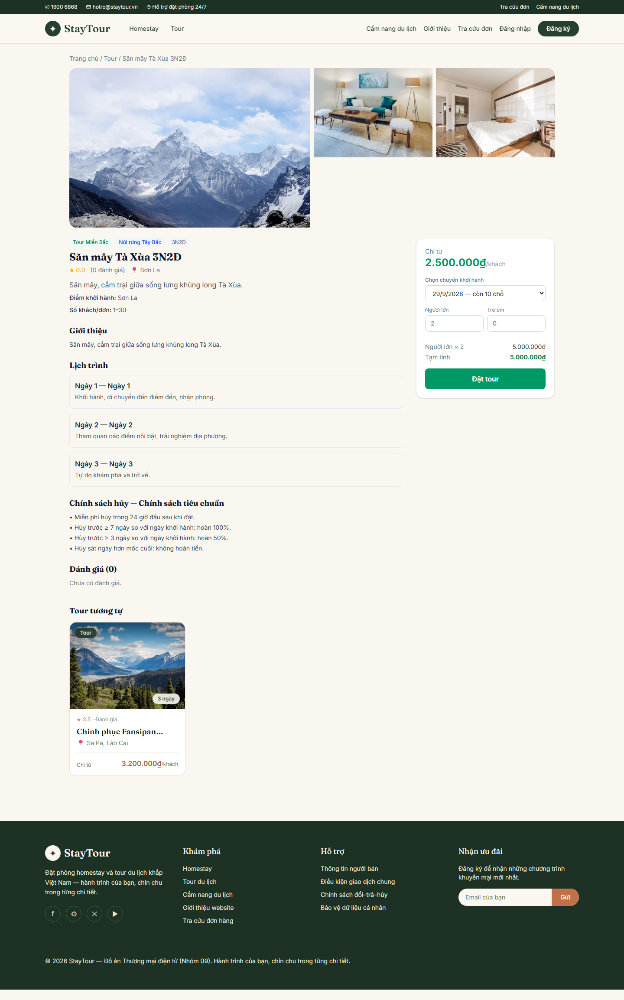 ✆ 1900 6868 ✉ hotro@staytour.vn ◷ Hỗ trợ đặt phòng 24/7 Tra cứu đơn Cẩm nang du lịch
StayTour Homestay Tour Cẩm nang du lịch Giới thiệu Tra cứu đơn Đăng nhập Đăng ký
Trang chủ / Tour / Săn mây Tà Xùa 3N2Đ
Tour Miền Bắc Núi rừng Tây Bắc 3N2Đ
Săn mây Tà Xùa 3N2Đ
★ 0.0 (0 đánh giá) 📍 Sơn La
Săn mây, cắm trại giữa sống lưng khủng long Tà Xùa.
Điểm khởi hành: Sơn La
Số khách/đơn: 1–30
Chỉ từ
2.500.000₫/khách
Chọn chuyến khởi hành
29/9/2026 — còn 10 chỗ
Người lớn Trẻ em
2 0
Người lớn × 2 5.000.000₫
Tạm tính 5.000.000₫
Đặt tour
Giới thiệu
Săn mây, cắm trại giữa sống lưng khủng long Tà Xùa.
Lịch trình
Ngày 1 — Ngày 1
Khởi hành, di chuyển đến điểm đến, nhận phòng.
Ngày 2 — Ngày 2
Tham quan các điểm nổi bật, trải nghiệm địa phương.
Ngày 3 — Ngày 3
Tự do khám phá và trở về.
Chính sách hủy — Chính sách tiêu chuẩn
• Miễn phí hủy trong 24 giờ đầu sau khi đặt.
• Hủy trước ≥ 7 ngày so với ngày khởi hành: hoàn 100%.
• Hủy trước ≥ 3 ngày so với ngày khởi hành: hoàn 50%.
• Hủy sát ngày hơn mốc cuối: không hoàn tiền.
Đánh giá (0)
Chưa có đánh giá.
Tour tương tự
Tour
3 ngày
★ 3.5 · Đánh giá
Chinh phục Fansipan...
📍 Sa Pa, Lào Cai
Chỉ từ 3.200.000₫/khách
StayTour
Đặt phòng homestay và tour du lịch khắp
Việt Nam — hành trình của bạn, chỉn chu
trong từng chi tiết.
f ◎ ✕ ▶
Khám phá
Homestay
Tour du lịch
Cẩm nang du lịch
Giới thiệu website
Tra cứu đơn hàng
Hỗ trợ
Thông tin người bán
Điều kiện giao dịch chung
Chính sách đổi–trả–hủy
Bảo vệ dữ liệu cá nhân
Nhận ưu đãi
Đăng ký để nhận những chương trình
khuyến mại mới nhất.
Email của bạn Gửi
© 2026 StayTour — Đồ án Thương mại điện tử (Nhóm 09). Hành trình của bạn, chỉn chu trong từng chi tiết.